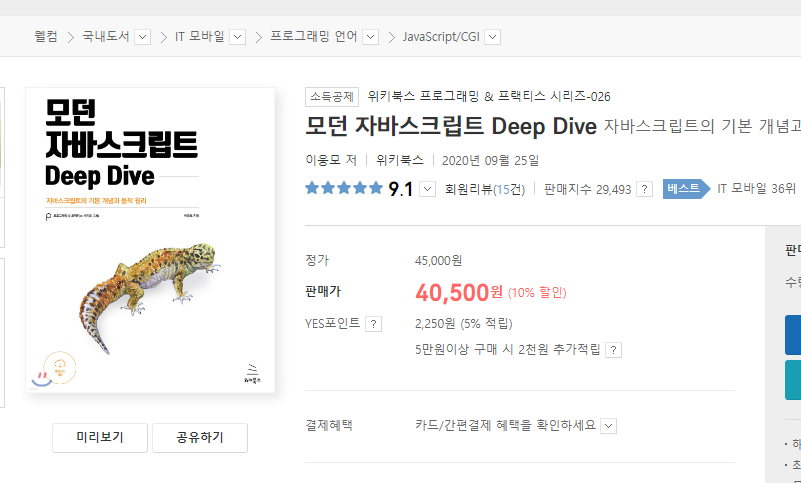 웰컴 국내도서 IT 모바일 프로그래밍 언어 JavaScript/CGI
모던
자바스크립트
Deep Dive
자바스크립트의 기본 개념과 동작 원리
위키북스
미리보기 공유하기
소득공제 위키북스 프로그래밍 & 프랙티스 시리즈-026
모던 자바스크립트 Deep Dive 자바스크립트의 기본 개념과
이웅모 저 위키북스 2020년 09월 25일
9.1 회원리뷰(15건) 판매지수 29,493 ? 베스트 IT 모바일 36위
정가 45,000원
판매가 40,500원 (10% 할인)
YES포인트 ? 2,250원 (5% 적립)
5만원이상 구매 시 2천원 추가적립 ?
결제혜택 카드/간편결제 혜택을 확인하세요